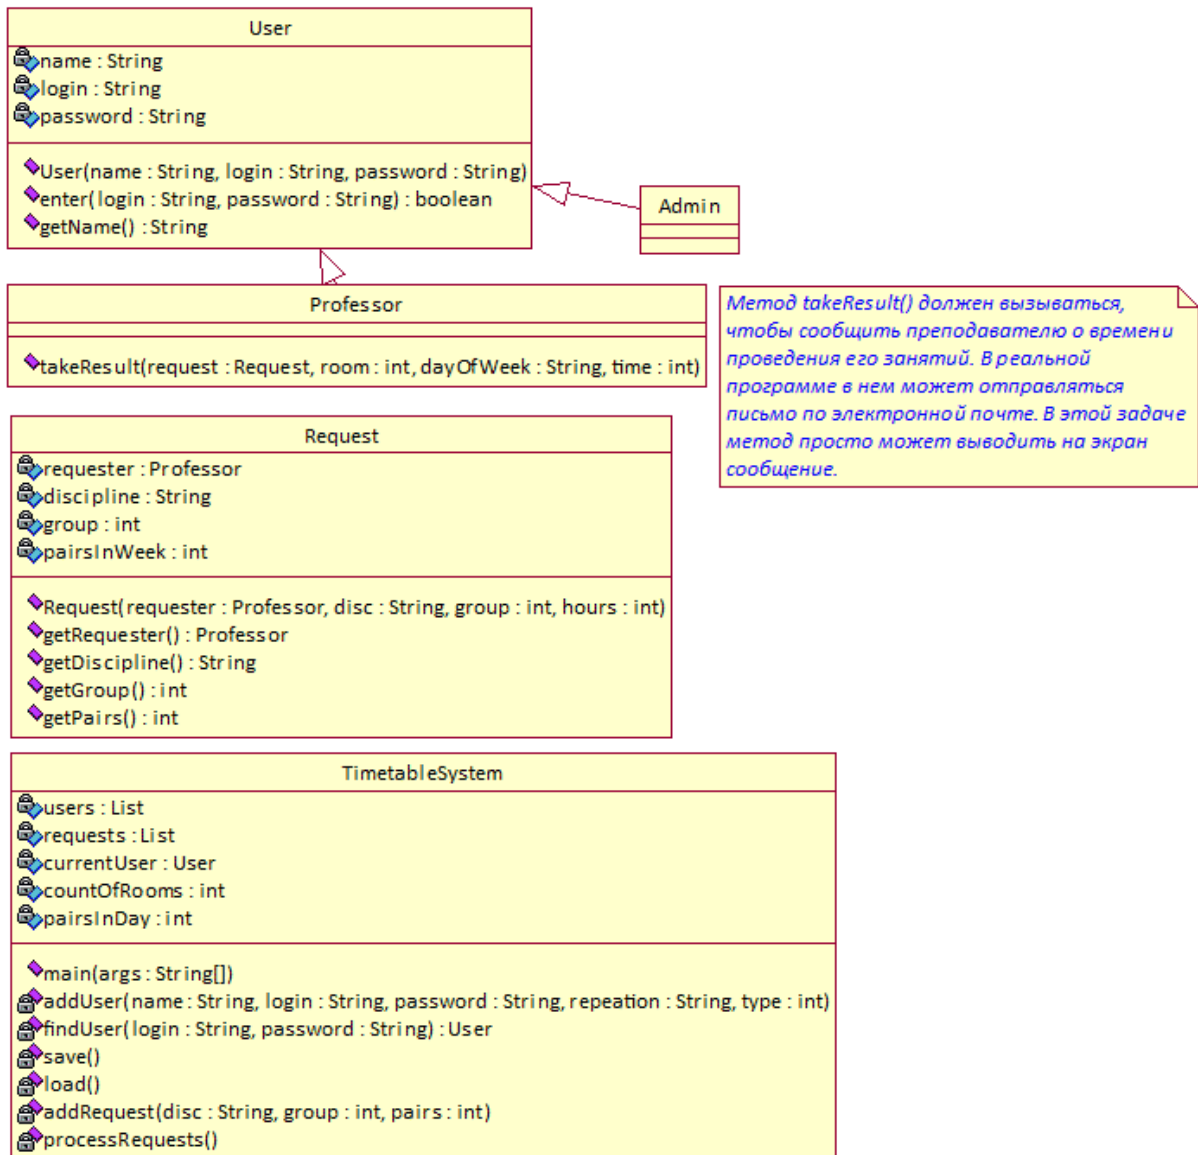 User
name : String
login : String
password : String
User(name : String, login : String, password : String)
enter(login : String, password : String) : boolean
getName() : String
Admin
Professor
takeResult(request : Request, room : int, dayOfWeek : String, time : int)
Метод takeResult() должен вызываться,
чтобы сообщить преподавателю о времени
проведения его занятий. В реальной
программе в нем может отправляться
письмо по электронной почте. В этой задаче
метод просто может выводить на экран
сообщение.
Request
requester : Professor
discipline : String
group : int
pairsInWeek : int
Request(requester : Professor, disc : String, group : int, hours : int)
getRequester() : Professor
getDiscipline() : String
getGroup() : int
getPairs() : int
TimetableSystem
users : List
requests : List
currentUser : User
countOfRooms : int
pairsInDay : int
main(args : String[])
addUser(name : String, login : String, password : String, repeation : String, type : int)
findUser(login : String, password : String) : User
save()
load()
addRequest(disc : String, group : int, pairs : int)
processRequests()